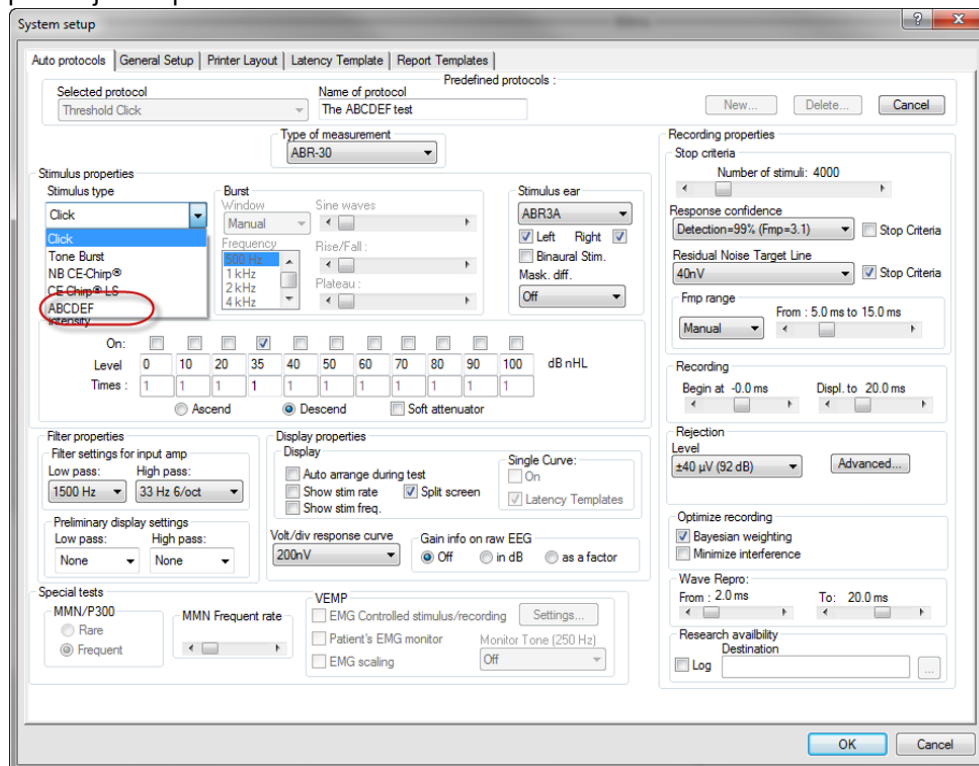 System setup
Auto protocols General Setup Printer Layout Latency Template Report Templates
Predefined protocols :
Selected protocol
Threshold Click
Name of protocol
The ABCDEF test
New... Delete... Cancel
Type of measurement
ABR-30
Stimulus properties
Stimulus type
Click
Click
Tone Burst
NB CE-Chirp®
CE-Chirp® LS
ABCDEF
Burst
Window
Manual
Frequency
500 Hz
1 kHz
2 kHz
4 kHz
Sine waves
Rise/Fall :
Plateau :
Stimulus ear
ABR3A
Left Right
Binaural Stim.
Mask. diff.
Off
Intensity
On:
Level 0 10 20 35 40 50 60 70 80 90 100 dB nHL
Times : 1 1 1 1 1 1 1 1 1 1 1
Ascend Descend Soft attenuator
Filter properties
Filter settings for input amp
Low pass: High pass:
1500 Hz 33 Hz 6/oct
Preliminary display settings
Low pass: High pass:
None None
Display properties
Display
Auto arrange during test
Show stim rate Split screen
Show stim freq.
Single Curve:
On
Latency Templates
Volt/div response curve
200nV
Gain info on raw EEG
Off in dB as a factor
Special tests
MMN/P300
Rare
Frequent
MMN Frequent rate
VEMP
EMG Controlled stimulus/recording Settings...
Patient's EMG monitor
EMG scaling
Monitor Tone (250 Hz)
Off
Recording properties
Stop criteria
Number of stimuli: 4000
Response confidence
Detection=99% (Fmp=3.1) Stop Criteria
Residual Noise Target Line
40nV Stop Criteria
Fmp range
Manual
From : 5.0 ms to 15.0 ms
Recording
Begin at -0.0 ms Displ. to 20.0 ms
Rejection
Level
±40 µV (92 dB) Advanced...
Optimize recording
Bayesian weighting
Minimize interference
Wave Repro:
From : 2.0 ms To: 20.0 ms
Research availbility
Destination
Log ...
OK Cancel